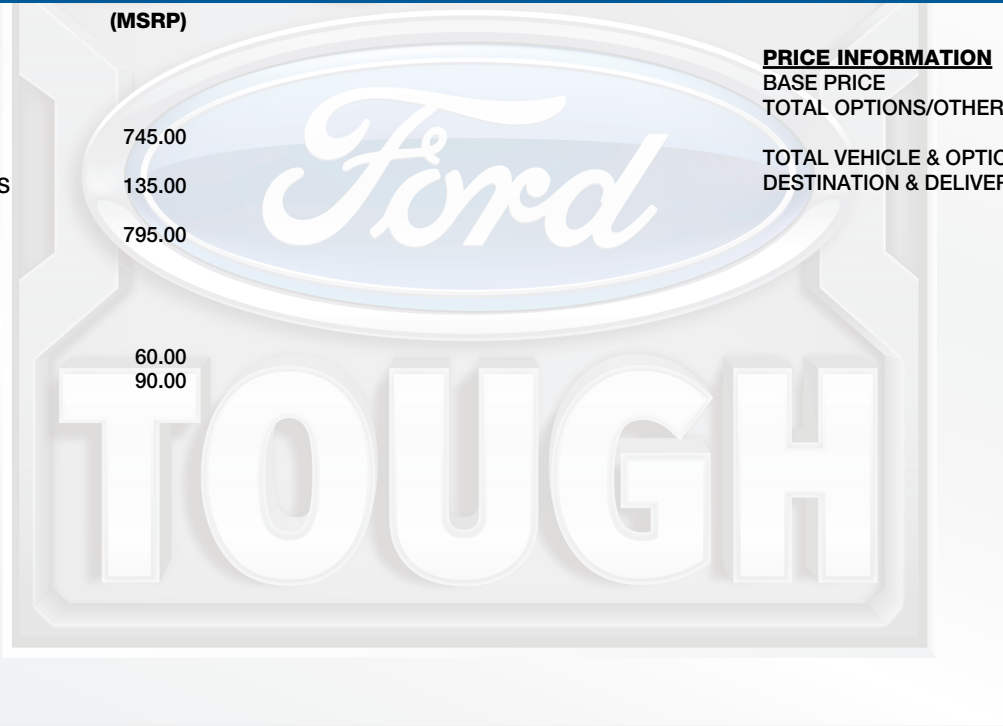 (MSRP)
745.00
S 135.00
795.00
60.00
90.00
PRICE INFORMATION
BASE PRICE
TOTAL OPTIONS/OTHER
TOTAL VEHICLE & OPTIO
DESTINATION & DELIVER
Ford
TOUGH